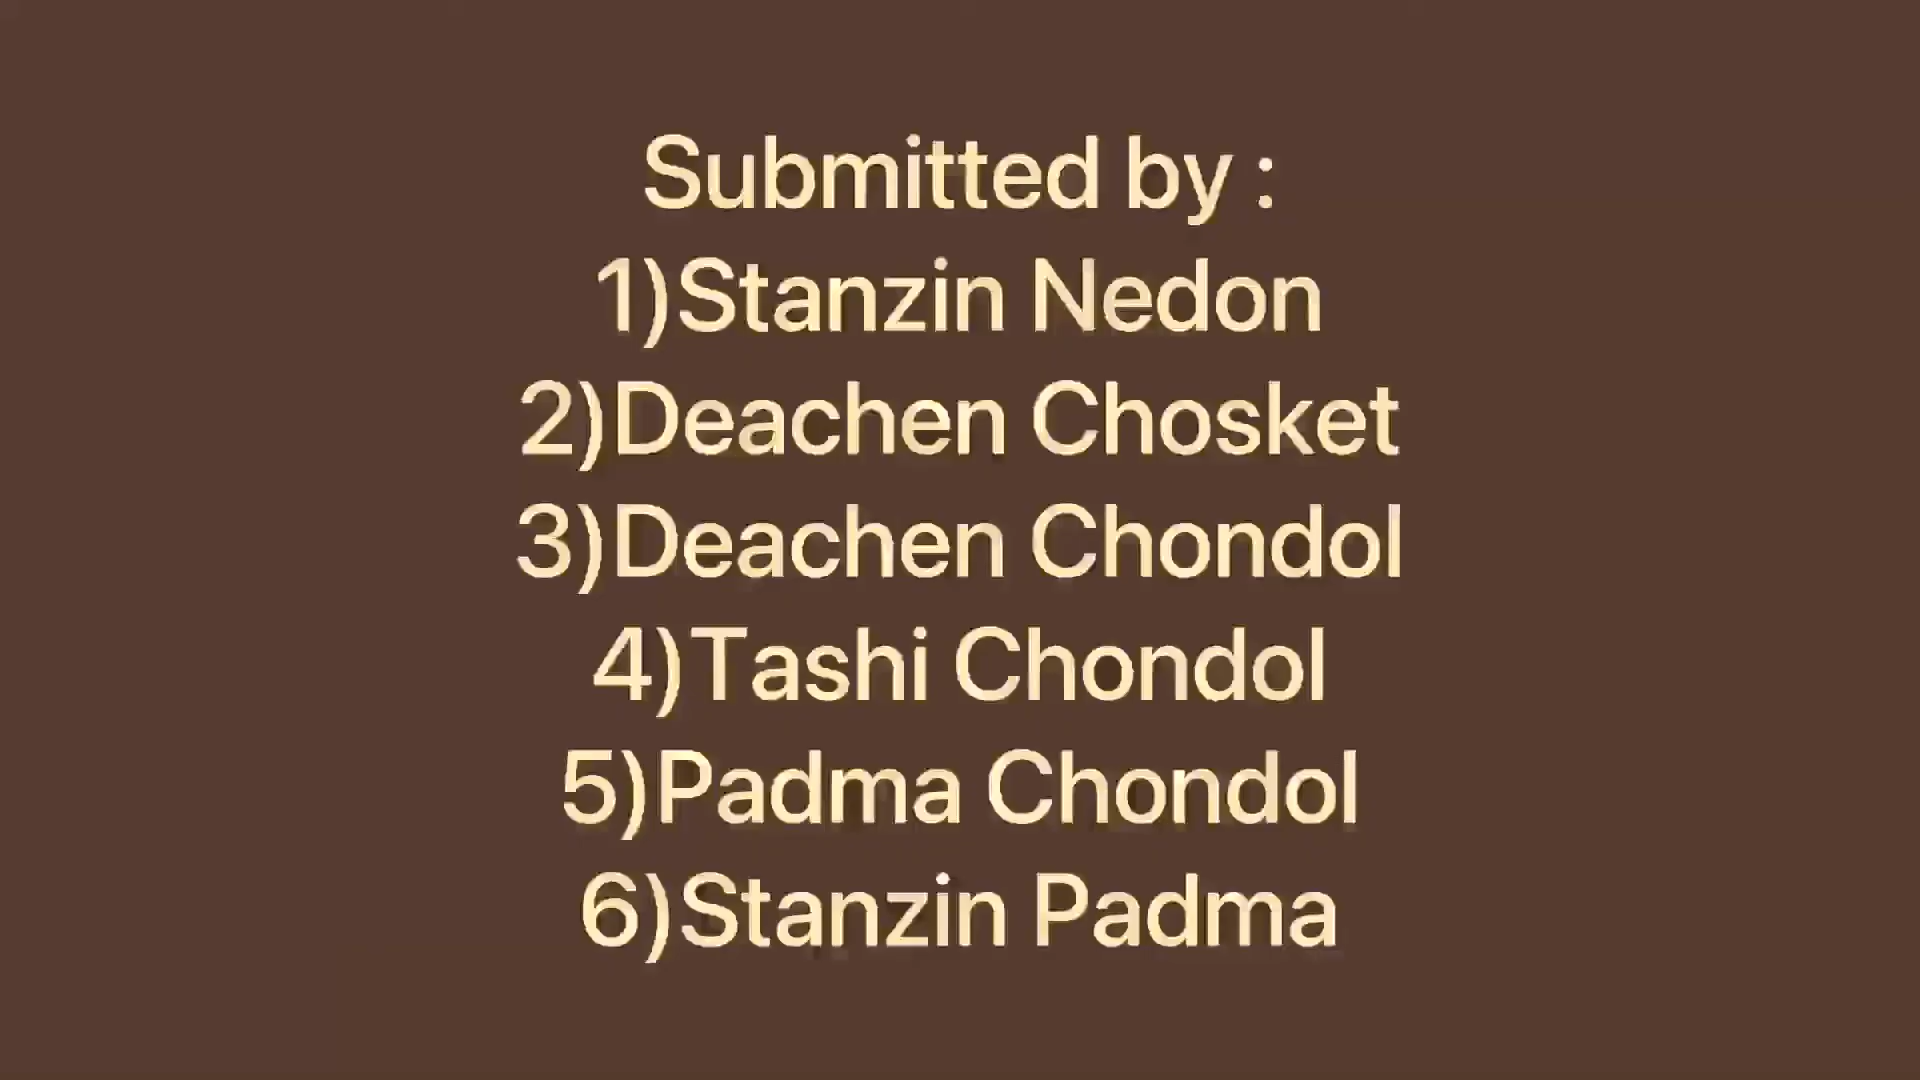 Submitted by :
1)Stanzin Nedon
2)Deachen Chosket
3)Deachen Chondol
4)Tashi Chondol
5)Padma Chondol
6)Stanzin Padma